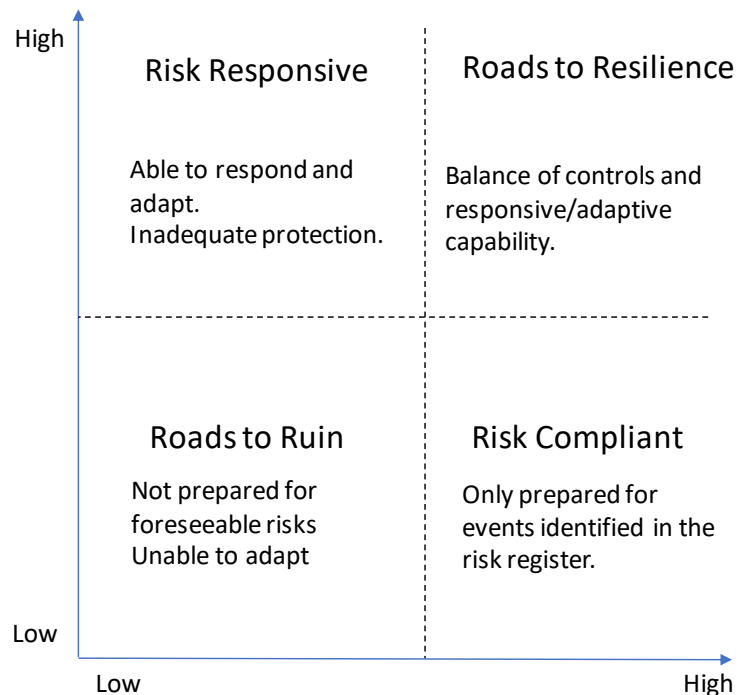 High
Risk Responsive
Able to respond and
adapt.
Inadequate protection.
Roads to Resilience
Balance of controls and
responsive/adaptive
capability.
Roads to Ruin
Not prepared for
foreseeable risks
Unable to adapt
Risk Compliant
Only prepared for
events identified in the
risk register.
Low
Low
High